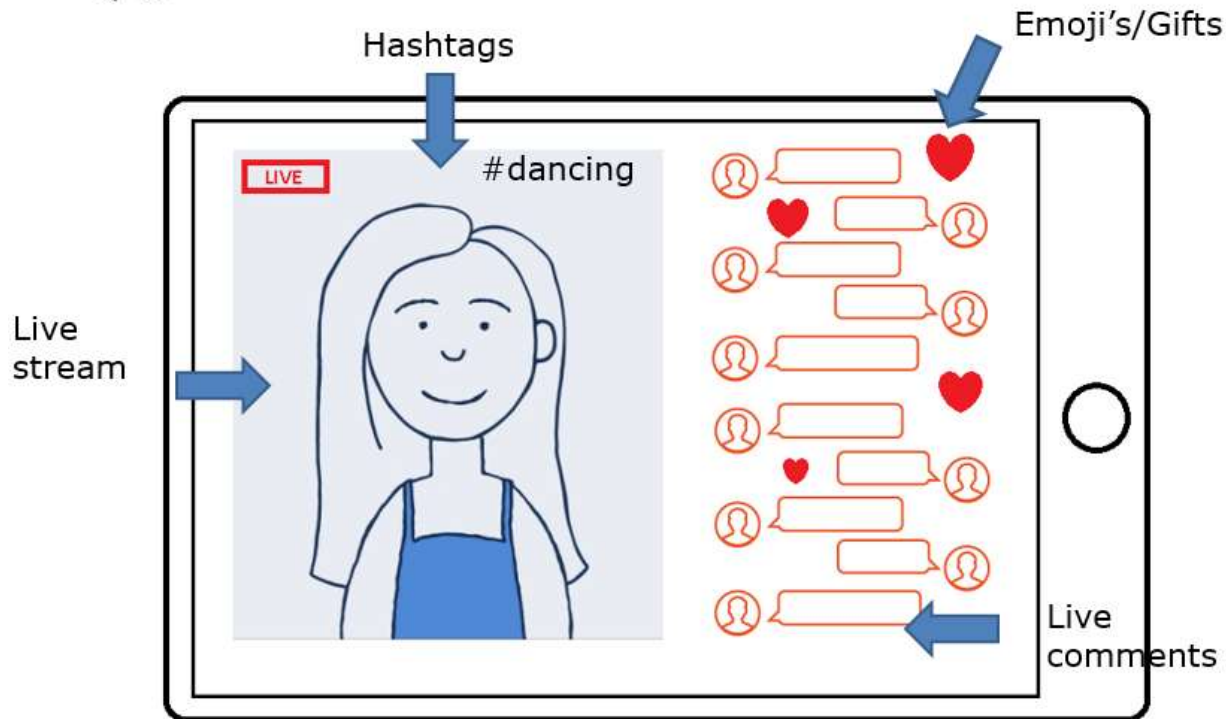 Emoji's/Gifts
Hashtags
LIVE
#dancing
Live
stream
Live
comments